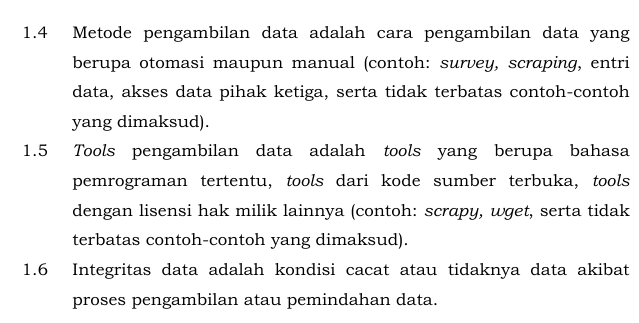 1.4 Metode pengambilan data adalah cara pengambilan data yang
berupa otomasi maupun manual (contoh: survey, scraping, entri
data, akses data pihak ketiga, serta tidak terbatas contoh-contoh
yang dimaksud).
1.5 Tools pengambilan data adalah tools yang berupa bahasa
pemrograman tertentu, tools dari kode sumber terbuka, tools
dengan lisensi hak milik lainnya (contoh: scrapy, wget, serta tidak
terbatas contoh-contoh yang dimaksud).
1.6 Integritas data adalah kondisi cacat atau tidaknya data akibat
proses pengambilan atau pemindahan data.